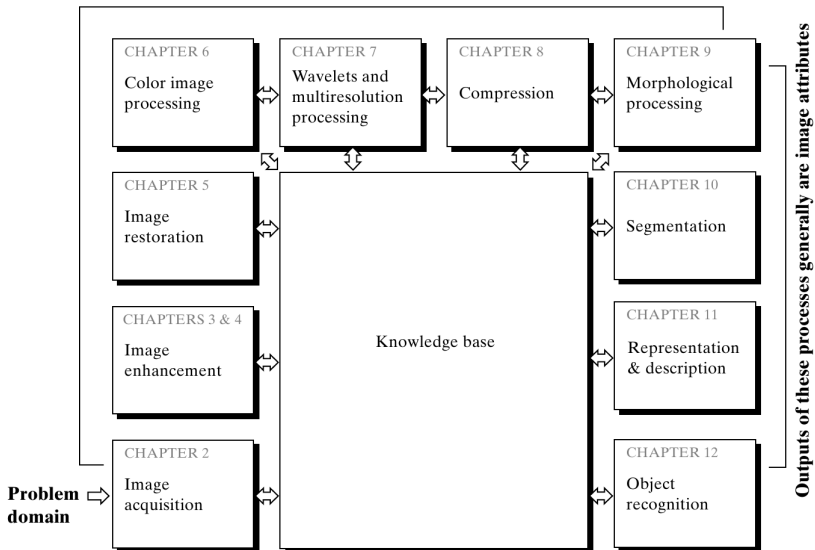 CHAPTER 6
Color image
processing
CHAPTER 7
Wavelets and
multiresolution
processing
CHAPTER 8
Compression
CHAPTER 9
Morphological
processing
CHAPTER 5
Image
restoration
CHAPTER 10
Segmentation
CHAPTERS 3 & 4
Image
enhancement
Knowledge base
CHAPTER 11
Representation
& description
CHAPTER 2
Image
acquisition
CHAPTER 12
Object
recognition
Problem
domain
Outputs of these processes generally are image attributes